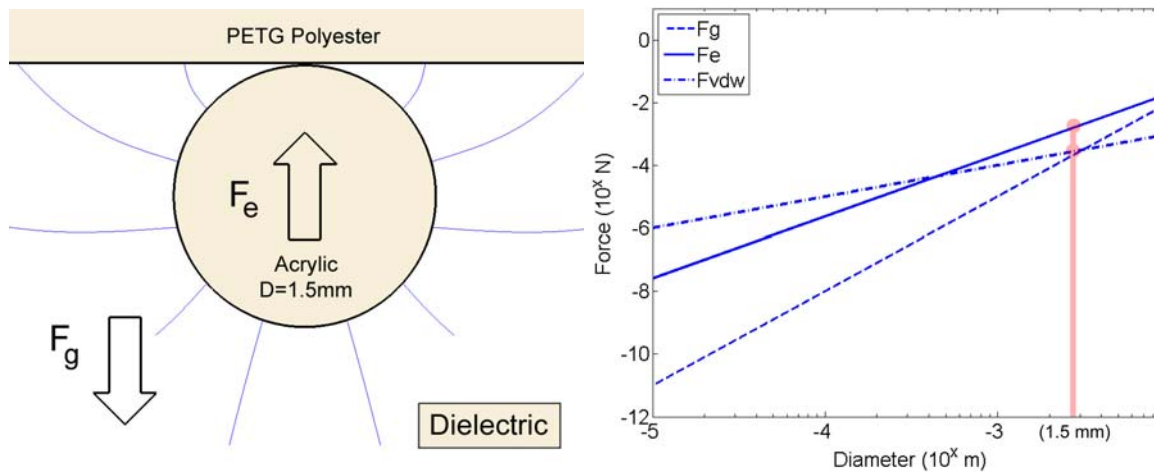 PETG Polyester
Fe
Acrylic
D=1.5mm
Fg
Dielectric
Fg
Fe
Fvdw
0
-2
-4
-6
-8
-10
-12
Force (10^x N)
-5
-4
-3
(1.5 mm)
Diameter (10^x m)